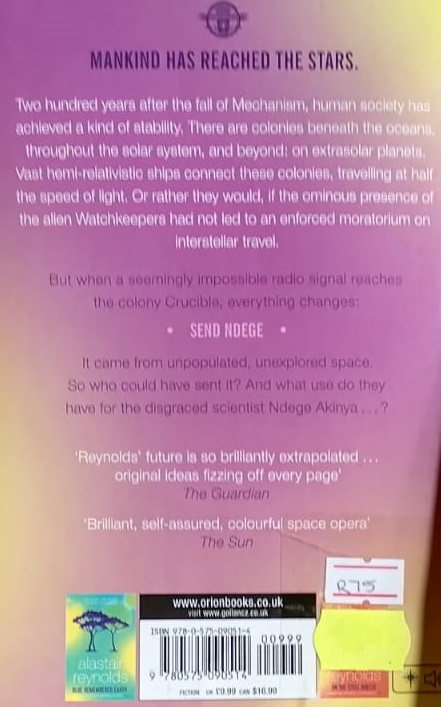 MANKIND HAS REACHED THE STARS.
Two hundred years after the fall of Mechanism, human society has
achieved a kind of stability. There are colonies beneath the oceans,
throughout the solar system, and beyond: on extrasolar planets.
Vast hemi-relativistic ships connect these colonies, travelling at half
the speed of light. Or rather they would, if the ominous presence of
the alien Watchkeepers had not led to an enforced moratorium on
interstellar travel.
But when a seemingly impossible radio signal reaches
the colony Crucible, everything changes:
• SEND NDEGE •
It came from unpopulated, unexplored space.
So who could have sent it? And what use do they
have for the disgraced scientist Ndege Akinya ...?
'Reynolds' future is so brilliantly extrapolated ...
original ideas fizzing off every page'
The Guardian
'Brilliant, self-assured, colourful space opera'
The Sun
R75
www.orionbooks.co.uk
visit www.gollancz.co.uk
ISBN 978-0-575-09051-4
00999
9 780575 090514
FICTION UK £9.99 CAN $16.99
alastair
reynolds
BLUE REMEMBERED EARTH
reynolds
ON THE STEEL BREEZE